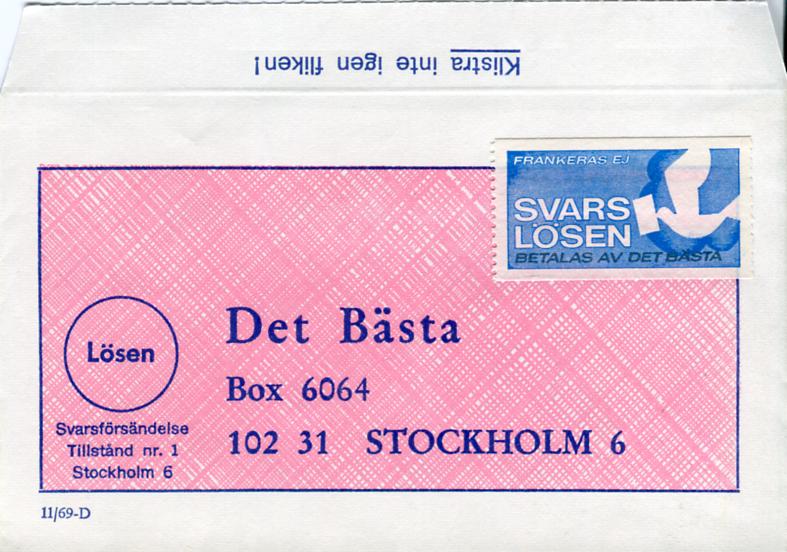 Klistra inte igen fliken!
FRANKERAS EJ
SVARS
LÖSEN
BETALAS AV DET BÄSTA
Det Bästa
Lösen
Box 6064
Svarsförsändelse
102 31 STOCKHOLM 6
Tillstånd nr. 1
Stockholm 6
11/69-D